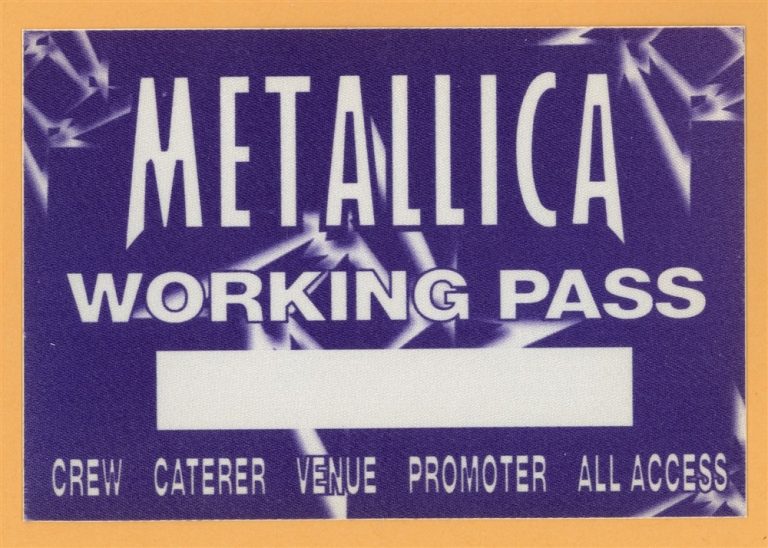 METALLICA
WORKING PASS
CREW CATERER VENUE PROMOTER ALL ACCESS